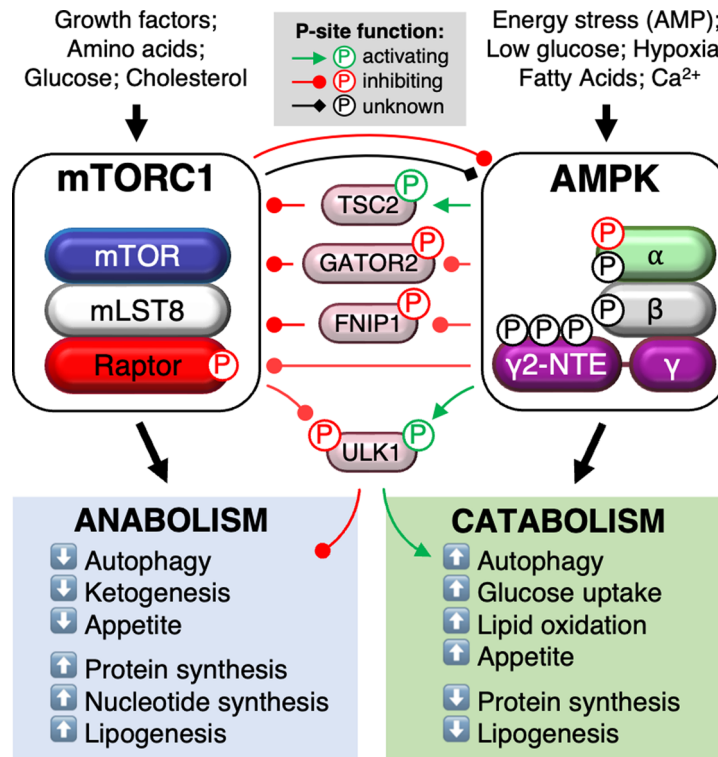 Growth factors;
Amino acids;
Glucose; Cholesterol
P-site function:
P activating
P inhibiting
P unknown
Energy stress (AMP);
Low glucose; Hypoxia
Fatty Acids; Ca²⁺
mTORC1
mTOR
mLST8
Raptor P
TSC2 P
GATOR2 P
FNIP1 P
P ULK1 P
AMPK
P
P α
P β
P P P
γ2-NTE γ
ANABOLISM
Autophagy
Ketogenesis
Appetite
Protein synthesis
Nucleotide synthesis
Lipogenesis
CATABOLISM
Autophagy
Glucose uptake
Lipid oxidation
Appetite
Protein synthesis
Lipogenesis